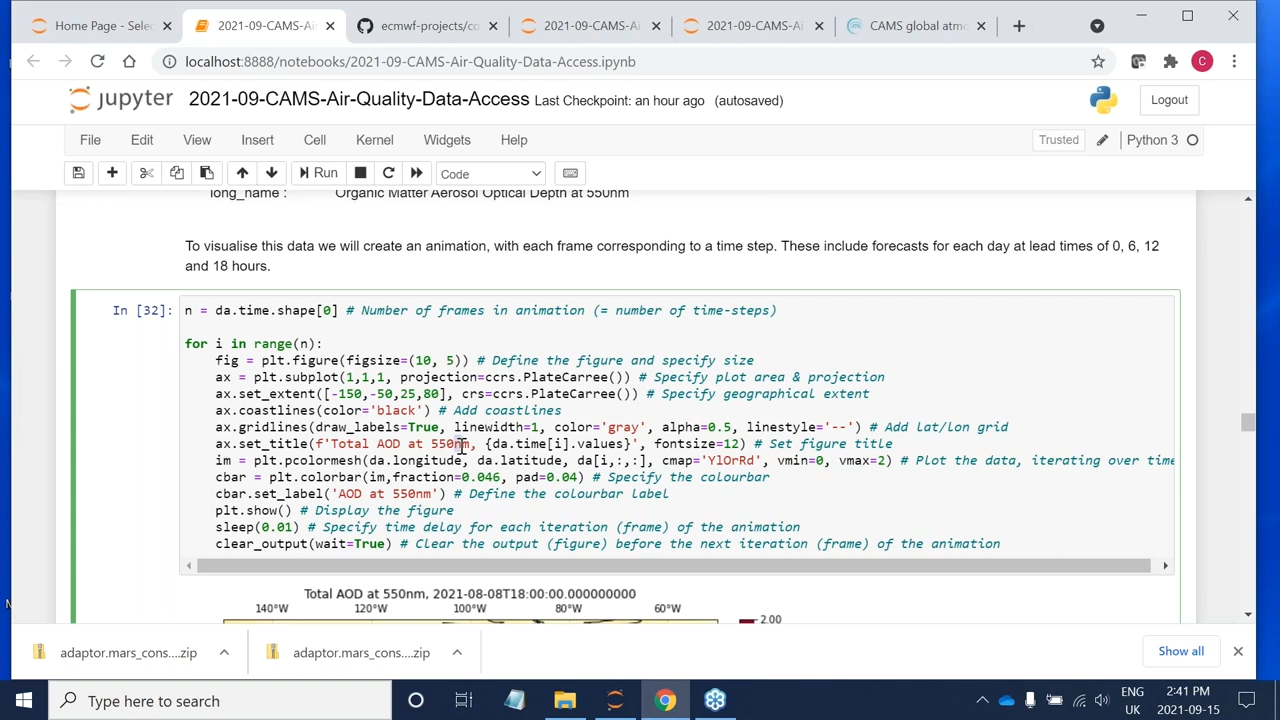 Home Page - Sele
2021-09-CAMS-Ai
ecmwf-projects/co
2021-09-CAMS-Ai
2021-09-CAMS-Ai
CAMS global atmo
localhost:8888/notebooks/2021-09-CAMS-Air-Quality-Data-Access.ipynb
C
jupyter 2021-09-CAMS-Air-Quality-Data-Access Last Checkpoint: an hour ago (autosaved)
Logout
File Edit View Insert Cell Kernel Widgets Help
Trusted Python 3
Run Code
long_name : Organic Matter Aerosol Optical Depth at 550nm
To visualise this data we will create an animation, with each frame corresponding to a time step. These include forecasts for each day at lead times of 0, 6, 12
and 18 hours.
In [32]: n = da.time.shape[0] # Number of frames in animation (= number of time-steps)
for i in range(n):
fig = plt.figure(figsize=(10, 5)) # Define the figure and specify size
ax = plt.subplot(1,1,1, projection=ccrs.PlateCarree()) # Specify plot area & projection
ax.set_extent([-150,-50,25,80], crs=ccrs.PlateCarree()) # Specify geographical extent
ax.coastlines(color='black') # Add coastlines
ax.gridlines(draw_labels=True, linewidth=1, color='gray', alpha=0.5, linestyle='--') # Add lat/lon grid
ax.set_title(f'Total AOD at 550nm, {da.time[i].values}', fontsize=12) # Set figure title
im = plt.pcolormesh(da.longitude, da.latitude, da[i,:,:], cmap='YlOrRd', vmin=0, vmax=2) # Plot the data, iterating over time
cbar = plt.colorbar(im,fraction=0.046, pad=0.04) # Specify the colourbar
cbar.set_label('AOD at 550nm') # Define the colourbar label
plt.show() # Display the figure
sleep(0.01) # Specify time delay for each iteration (frame) of the animation
clear_output(wait=True) # Clear the output (figure) before the next iteration (frame) of the animation
Total AOD at 550nm, 2021-08-08T18:00:00.000000000
140°W 120°W 100°W 80°W 60°W
2.00
adaptor.mars_cons....zip
adaptor.mars_cons....zip
Show all
Type here to search
ENG
UK
2:41 PM
2021-09-15